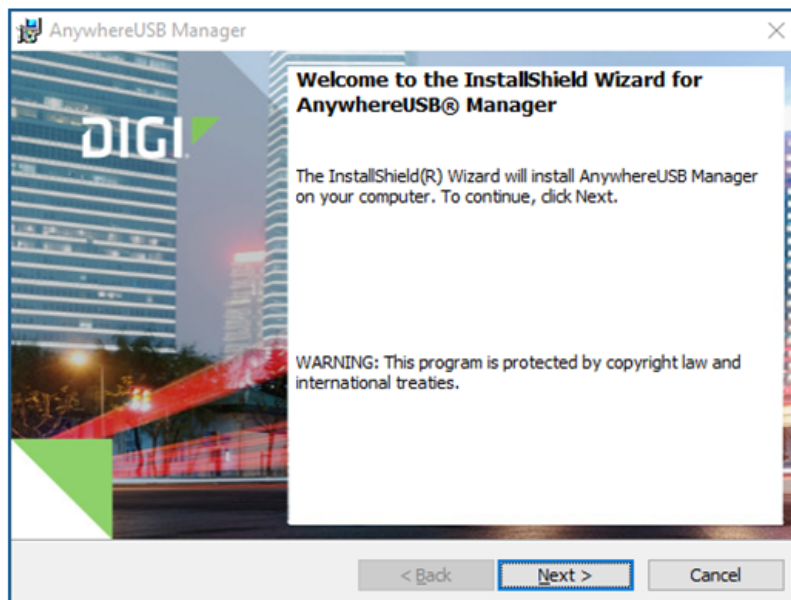 AnywhereUSB Manager
DIGI
Welcome to the InstallShield Wizard for
AnywhereUSB® Manager
The InstallShield(R) Wizard will install AnywhereUSB Manager
on your computer. To continue, click Next.
WARNING: This program is protected by copyright law and
international treaties.
< Back
Next >
Cancel